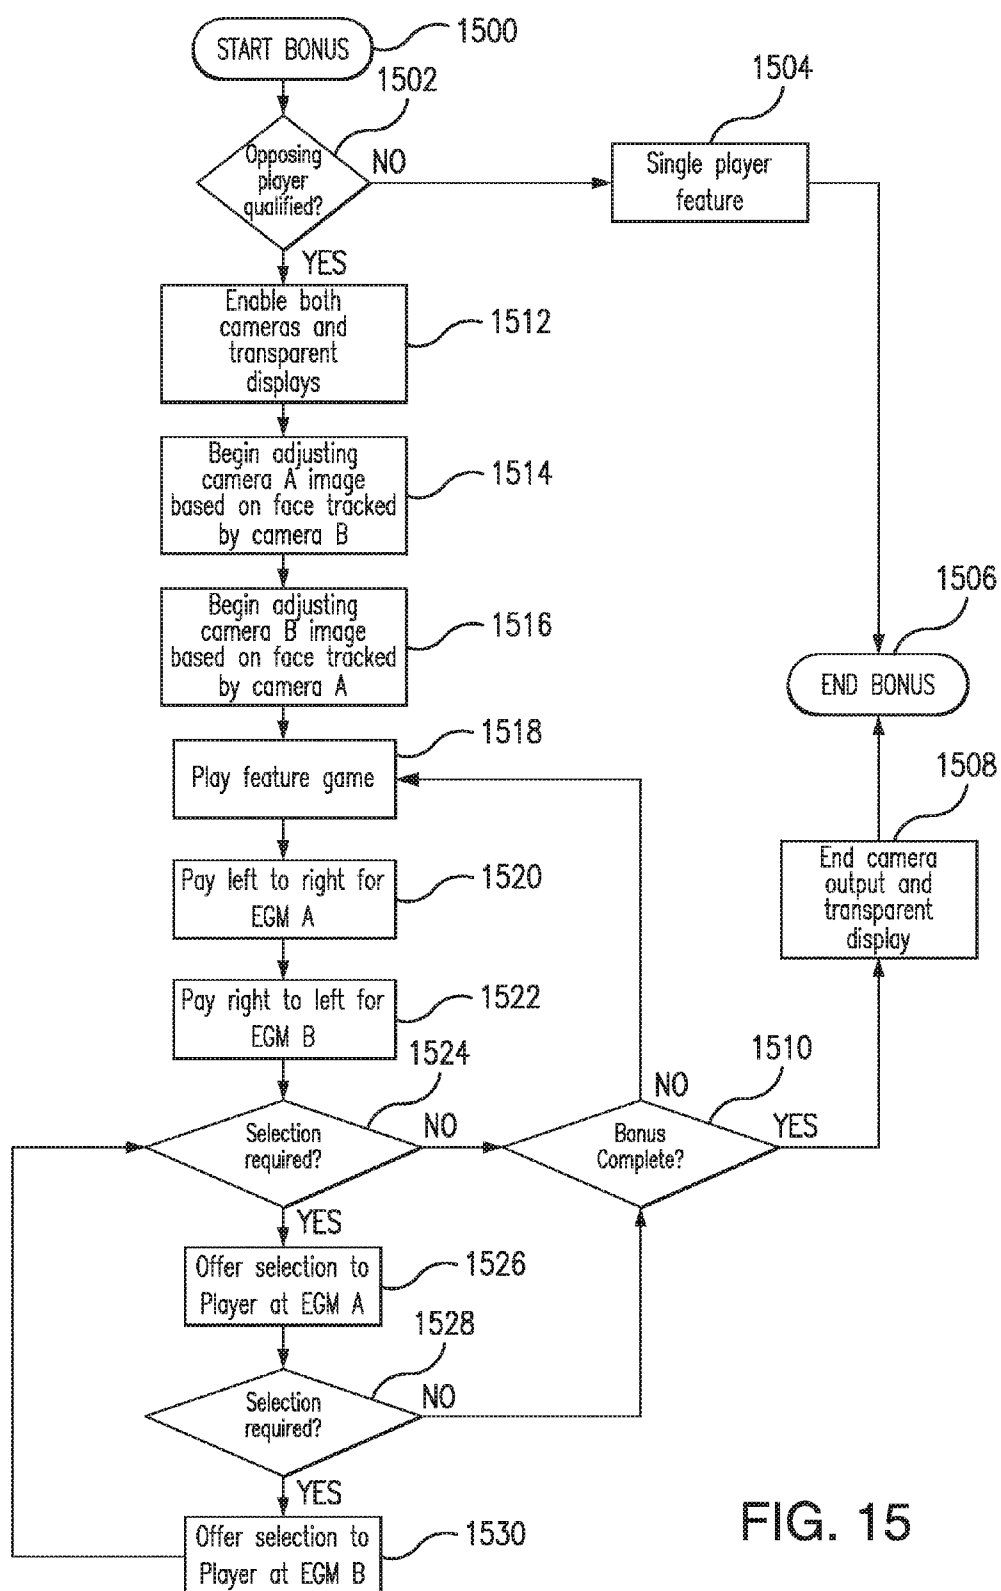 START BONUS
1500
1502
1504
Opposing
player
qualified?
NO
Single player
feature
YES
Enable both
cameras and
transparent
displays
1512
Begin adjusting
camera A image
based on face tracked
by camera B
1514
Begin adjusting
camera B image
based on face tracked
by camera A
1516
1506
END BONUS
Play feature game
1518
1508
End camera
output and
transparent
display
Pay left to right for
EGM A
1520
Pay right to left for
EGM B
1522
1524
Selection
required?
NO
NO
1510
Bonus
Complete?
YES
YES
Offer selection to
Player at EGM A
1526
1528
Selection
required?
NO
YES
Offer selection to
Player at EGM B
1530
FIG. 15